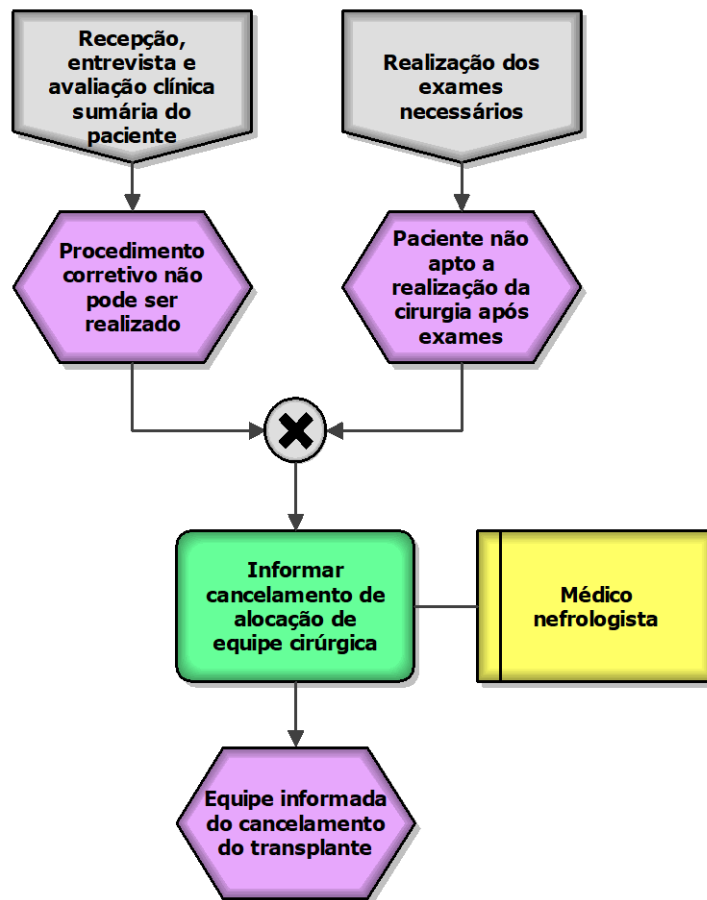 Recepção,
entrevista e
avaliação clínica
sumária do
paciente
Realização dos
exames
necessários
Procedimento
corretivo não
pode ser
realizado
Paciente não
apto a
realização da
cirurgia após
exames
Informar
cancelamento de
alocação de
equipe cirúrgica
Médico
nefrologista
Equipe informada
do cancelamento
do transplante